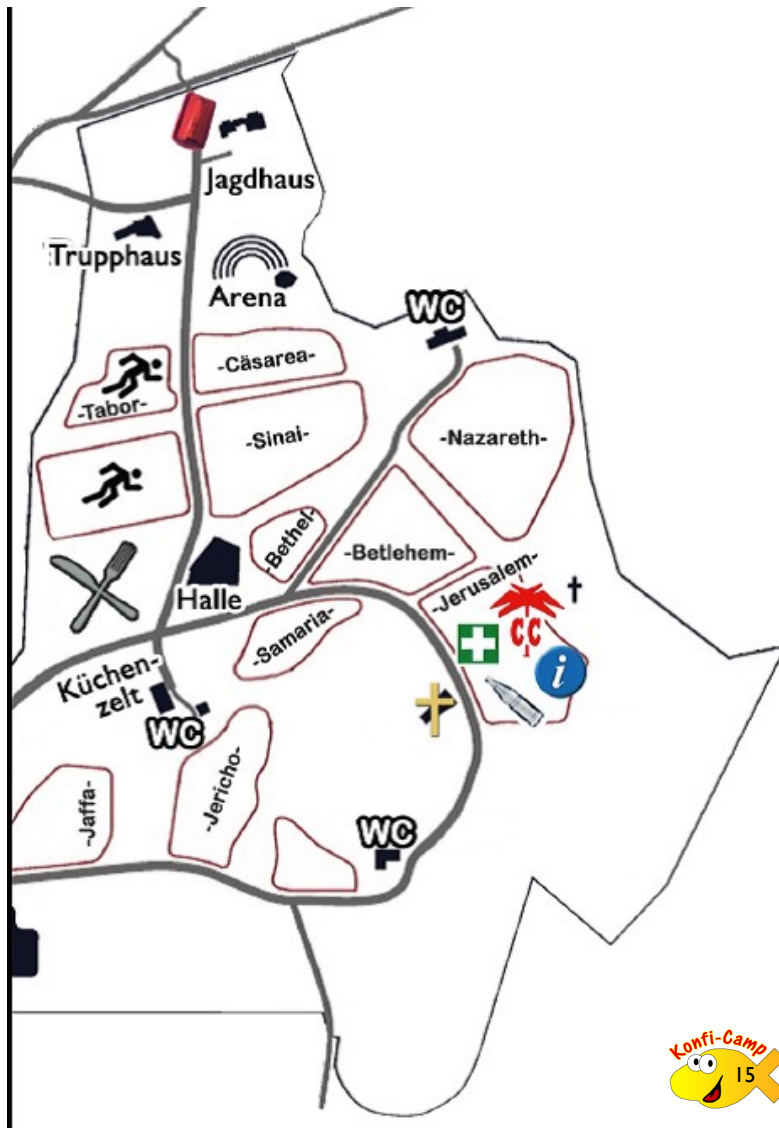 Jagdhaus
Trupphaus
Arena
WC
-Cäsarea-
-Tabor-
-Sinai-
-Nazareth-
-Bethel-
-Betlehem-
Halle
-Jerusalem-
CC
-Samaria-
i
Küchen-
zelt
WC
-Jericho-
-Jaffa-
WC
Konfi-Camp
15